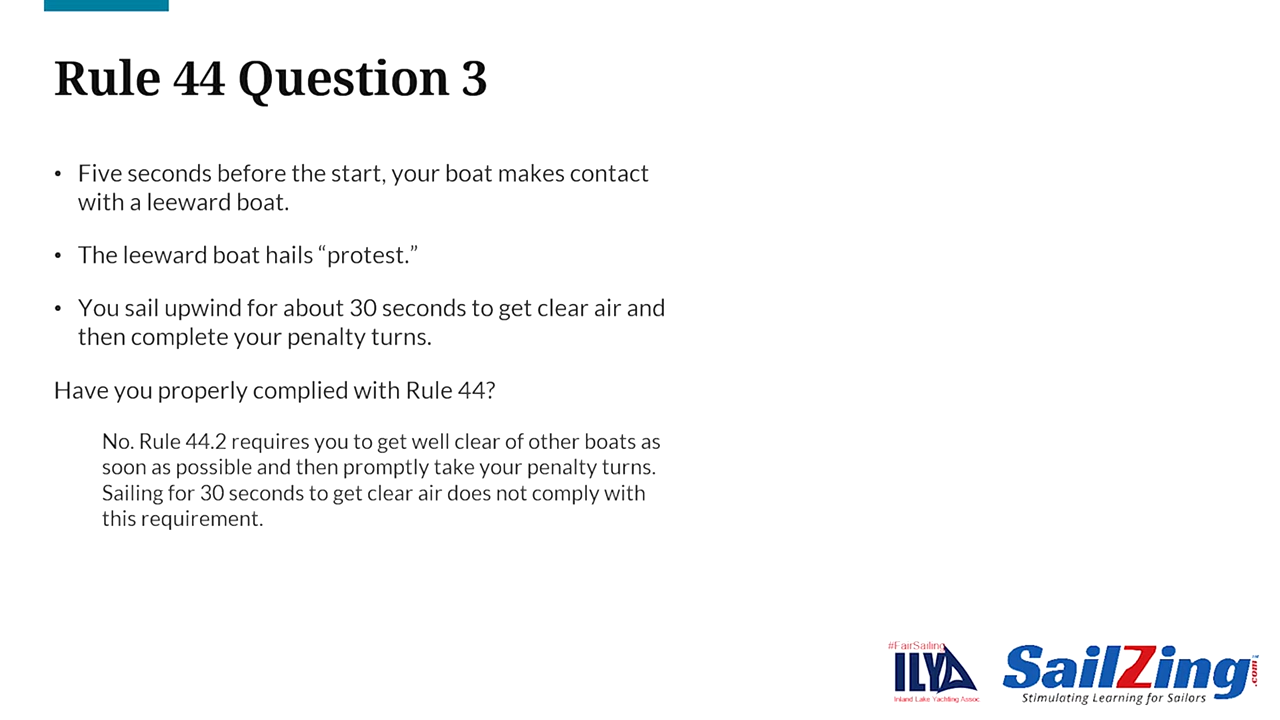 Rule 44 Question 3
• Five seconds before the start, your boat makes contact
with a leeward boat.
• The leeward boat hails “protest.”
• You sail upwind for about 30 seconds to get clear air and
then complete your penalty turns.
Have you properly complied with Rule 44?
No. Rule 44.2 requires you to get well clear of other boats as
soon as possible and then promptly take your penalty turns.
Sailing for 30 seconds to get clear air does not comply with
this requirement.
#FairSailing
ILYA
Inland Lake Yachting Assoc.
SailZing.com™
Stimulating Learning for Sailors